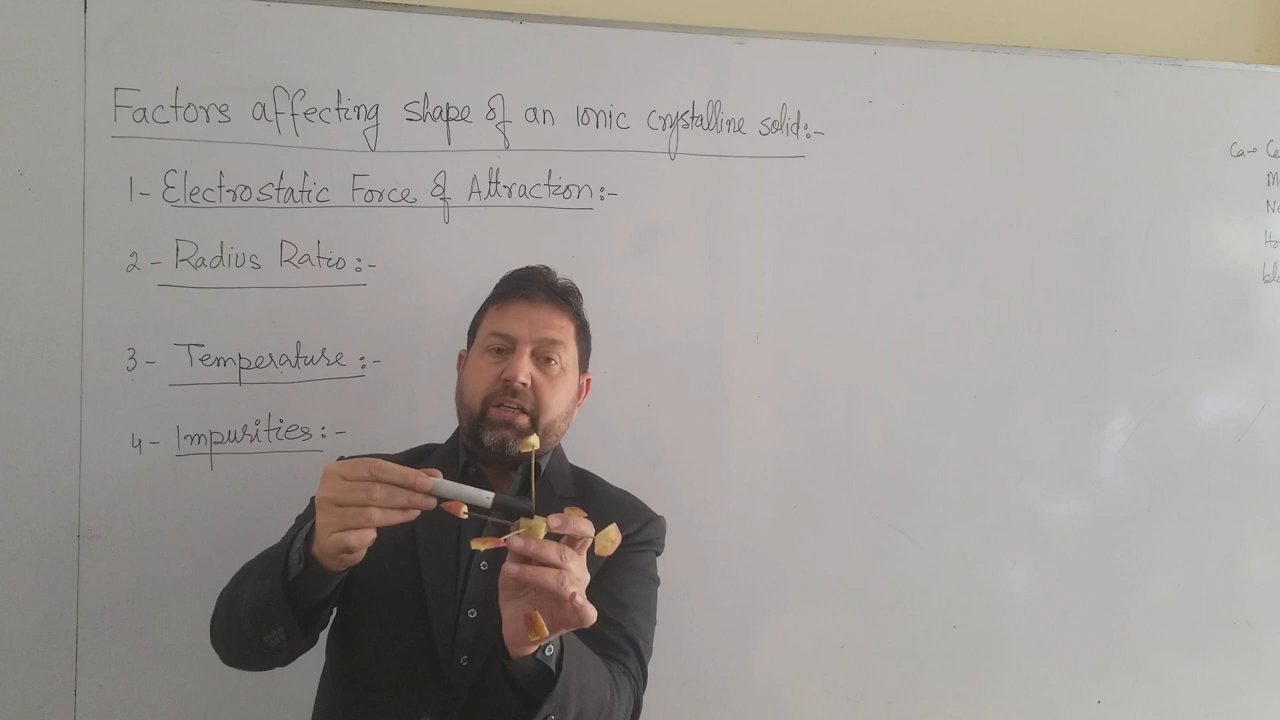 Factors affecting shape of an ionic crystalline solid:-
1- Electrostatic Force of Attraction:-
2- Radius Ratio:-
3- Temperature:-
4- Impurities:-
Ca→